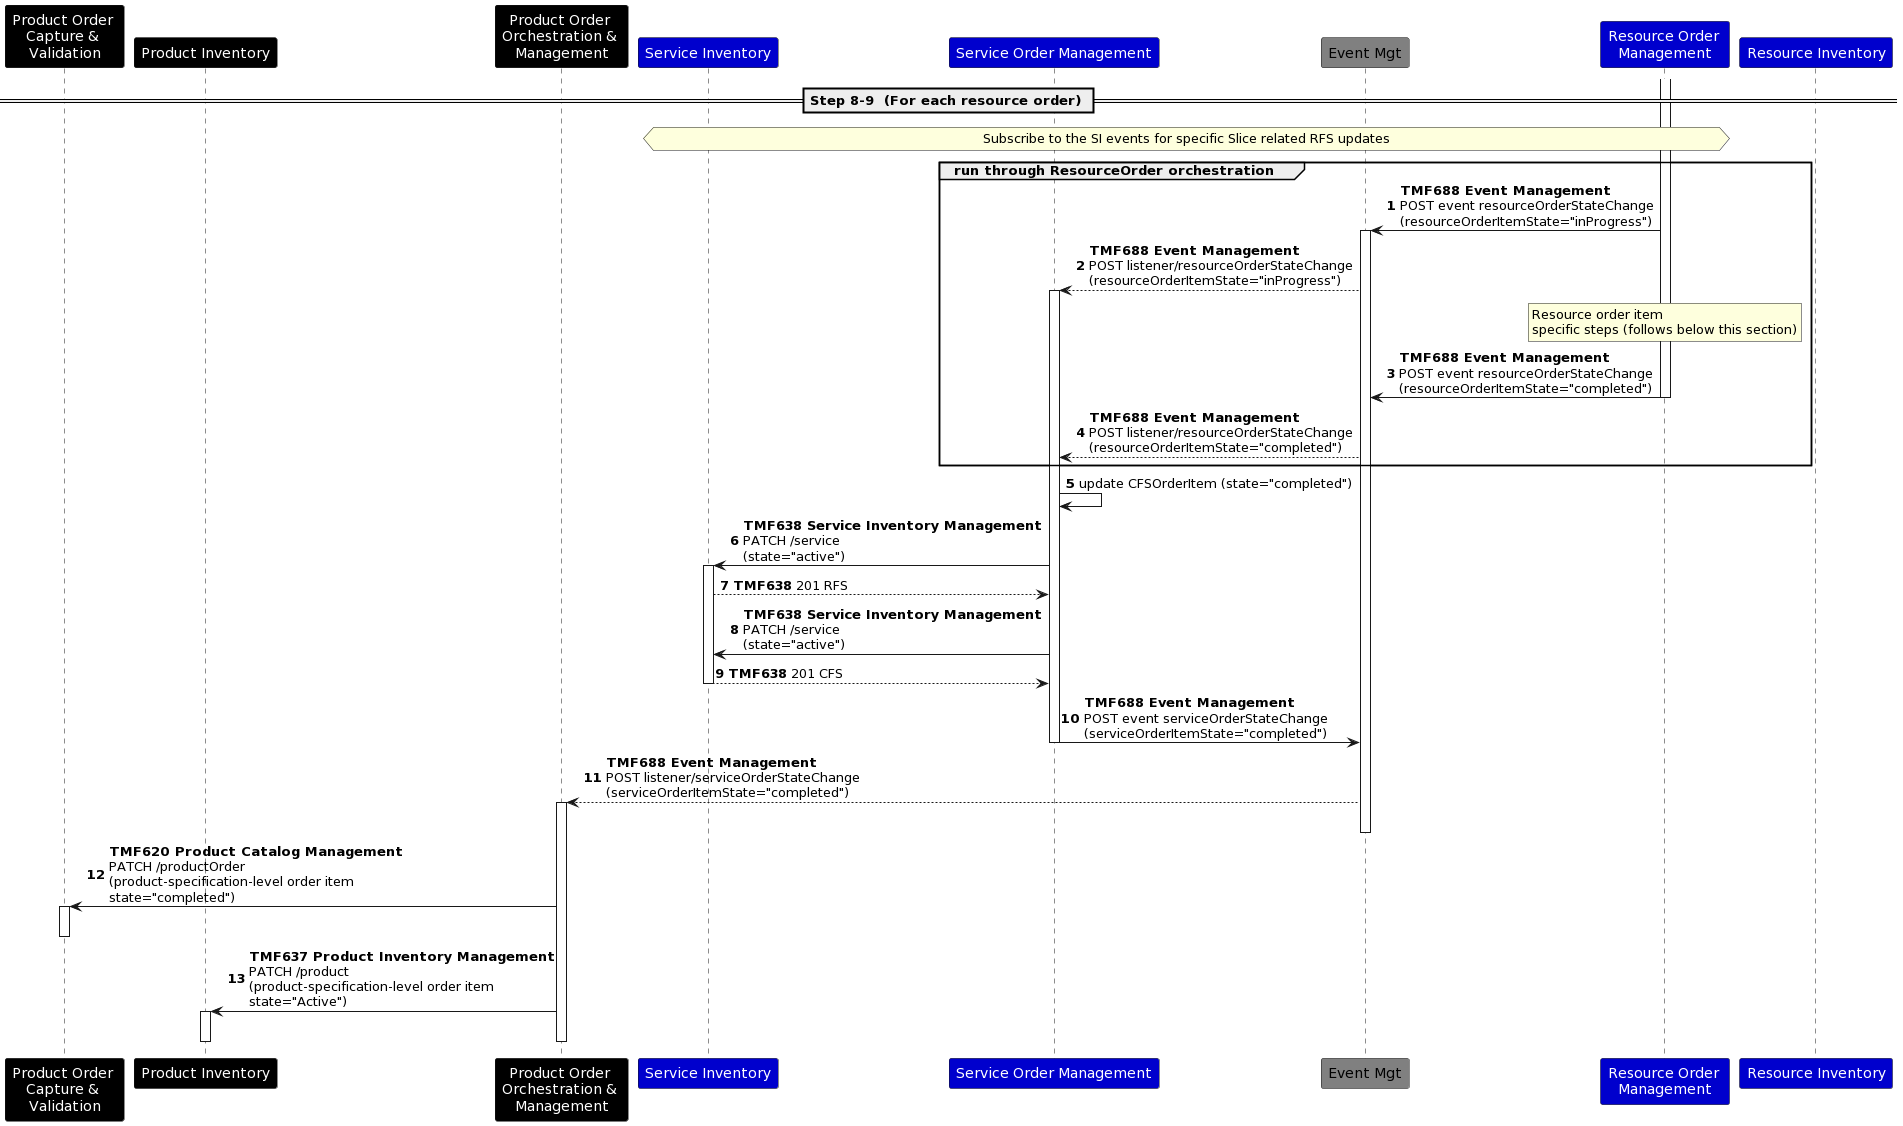 Product Order
Capture &
Validation
Product Inventory
Product Order
Orchestration &
Management
Service Inventory
Service Order Management
Event Mgt
Resource Order
Management
Resource Inventory
Step 8-9  (For each resource order)
Subscribe to the SI events for specific Slice related RFS updates
run through ResourceOrder orchestration
TMF688 Event Management
1 POST event resourceOrderStateChange
(resourceOrderItemState="inProgress")
TMF688 Event Management
2 POST listener/resourceOrderStateChange
(resourceOrderItemState="inProgress")
Resource order item
specific steps (follows below this section)
TMF688 Event Management
3 POST event resourceOrderStateChange
(resourceOrderItemState="completed")
TMF688 Event Management
4 POST listener/resourceOrderStateChange
(resourceOrderItemState="completed")
5 update CFSOrderItem (state="completed")
TMF638 Service Inventory Management
6 PATCH /service
(state="active")
7 TMF638 201 RFS
TMF638 Service Inventory Management
8 PATCH /service
(state="active")
9 TMF638 201 CFS
TMF688 Event Management
10 POST event serviceOrderStateChange
(serviceOrderItemState="completed")
TMF688 Event Management
11 POST listener/serviceOrderStateChange
(serviceOrderItemState="completed")
TMF620 Product Catalog Management
PATCH /productOrder
12 (product-specification-level order item
state="completed")
TMF637 Product Inventory Management
PATCH /product
13 (product-specification-level order item
state="Active")
Product Order
Capture &
Validation
Product Inventory
Product Order
Orchestration &
Management
Service Inventory
Service Order Management
Event Mgt
Resource Order
Management
Resource Inventory